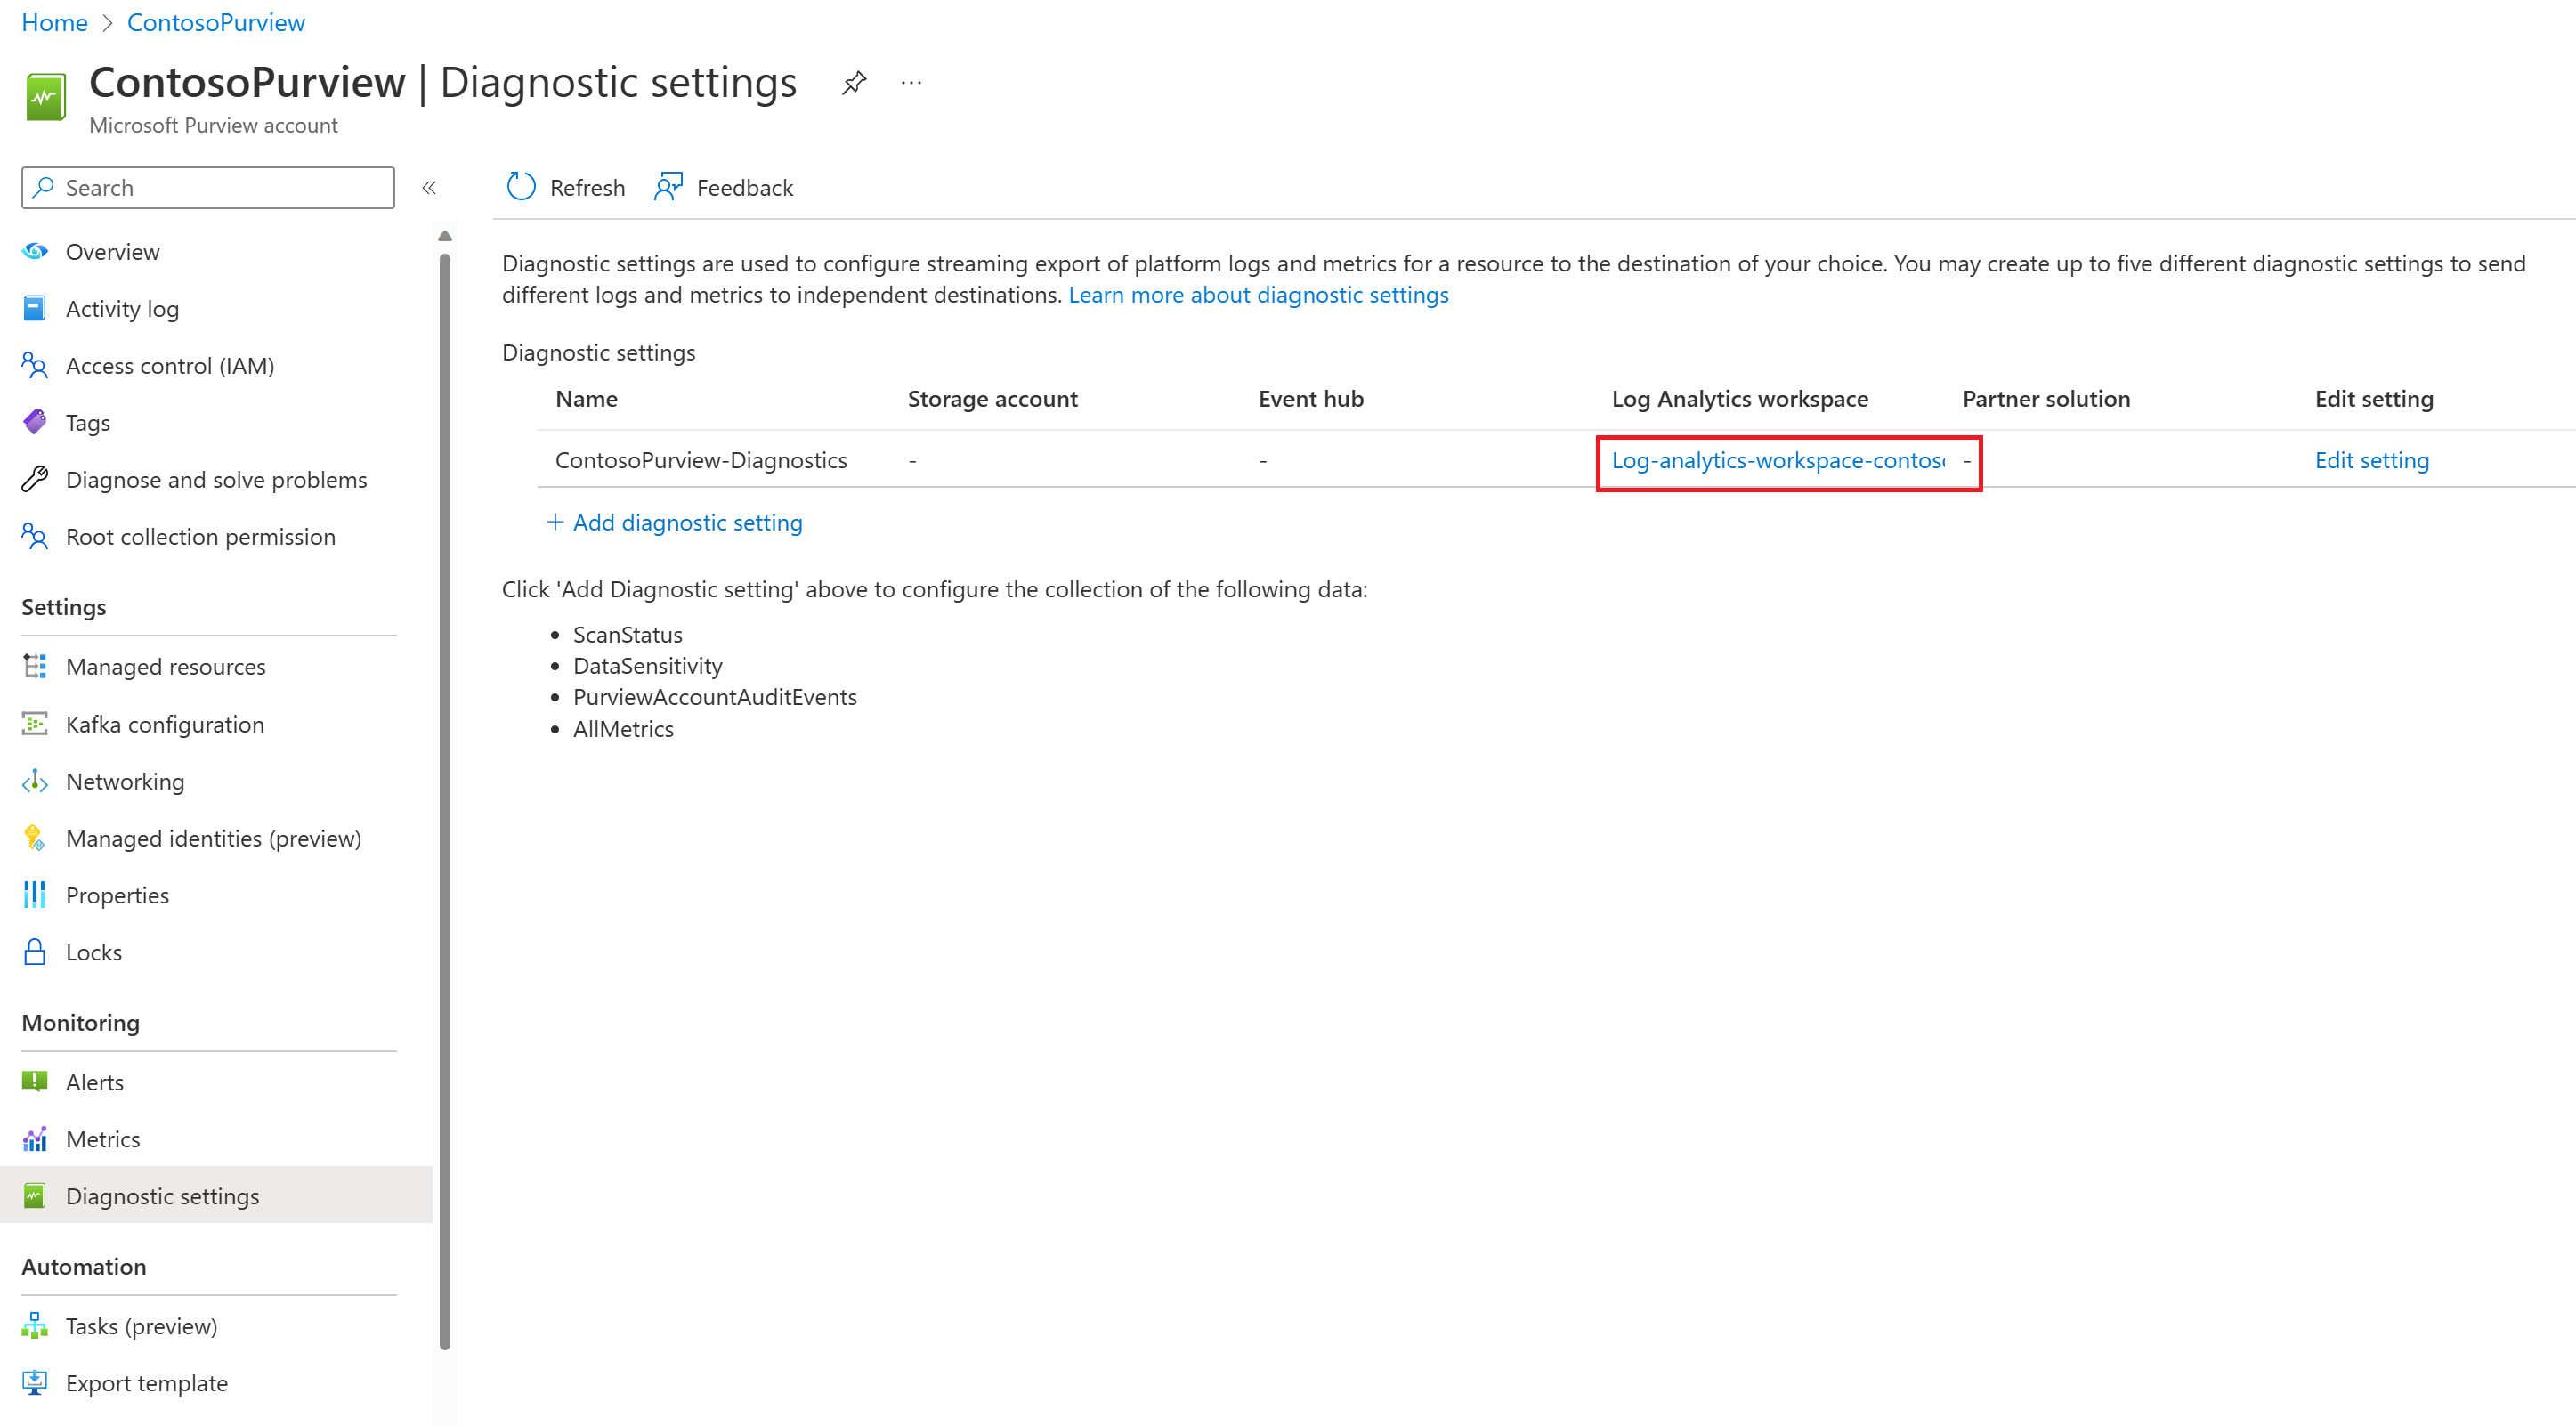 Home > ContosoPurview
ContosoPurview | Diagnostic settings ...
Microsoft Purview account
Search «
Overview
Activity log
Access control (IAM)
Tags
Diagnose and solve problems
Root collection permission
Settings
Managed resources
Kafka configuration
Networking
Managed identities (preview)
Properties
Locks
Monitoring
Alerts
Metrics
Diagnostic settings
Automation
Tasks (preview)
Export template
Refresh Feedback
Diagnostic settings are used to configure streaming export of platform logs and metrics for a resource to the destination of your choice. You may create up to five different diagnostic settings to send
different logs and metrics to independent destinations. Learn more about diagnostic settings
Diagnostic settings
Name Storage account Event hub Log Analytics workspace Partner solution Edit setting
ContosoPurview-Diagnostics - - Log-analytics-workspace-contos - Edit setting
+ Add diagnostic setting
Click 'Add Diagnostic setting' above to configure the collection of the following data:
• ScanStatus
• DataSensitivity
• PurviewAccountAuditEvents
• AllMetrics